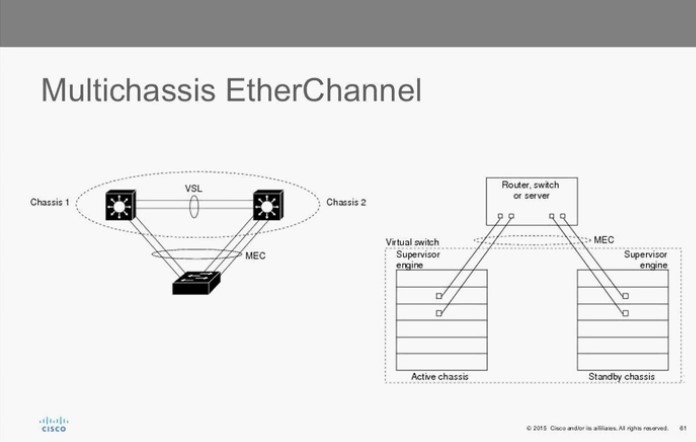 Multichassis EtherChannel
VSL
Chassis 1
Chassis 2
MEC
Router, switch
or server
MEC
Virtual switch
Supervisor
engine
Supervisor
engine
Active chassis
Standby chassis
CISCO
© 2015 Cisco and/or its affiliates. All rights reserved. 61